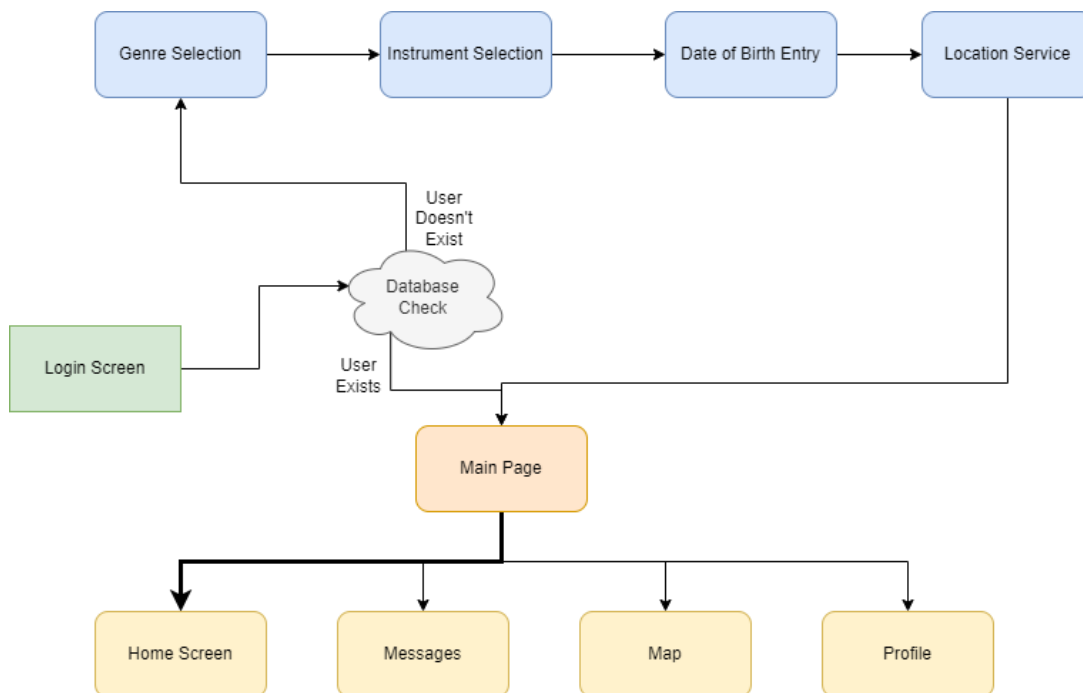 Genre Selection
Instrument Selection
Date of Birth Entry
Location Service
User
Doesn't
Exist
Database
Check
Login Screen
User
Exists
Main Page
Home Screen
Messages
Map
Profile